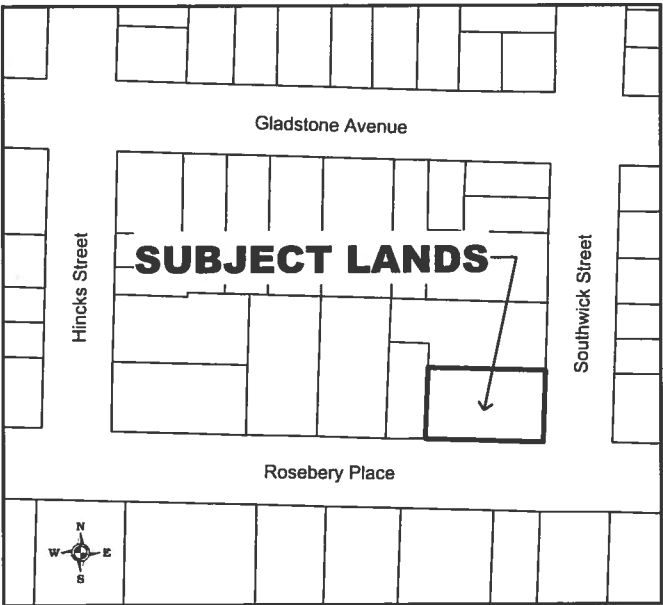 Gladstone Avenue
Hincks Street
SUBJECT LANDS
Southwick Street
Rosebery Place
N
W E
S